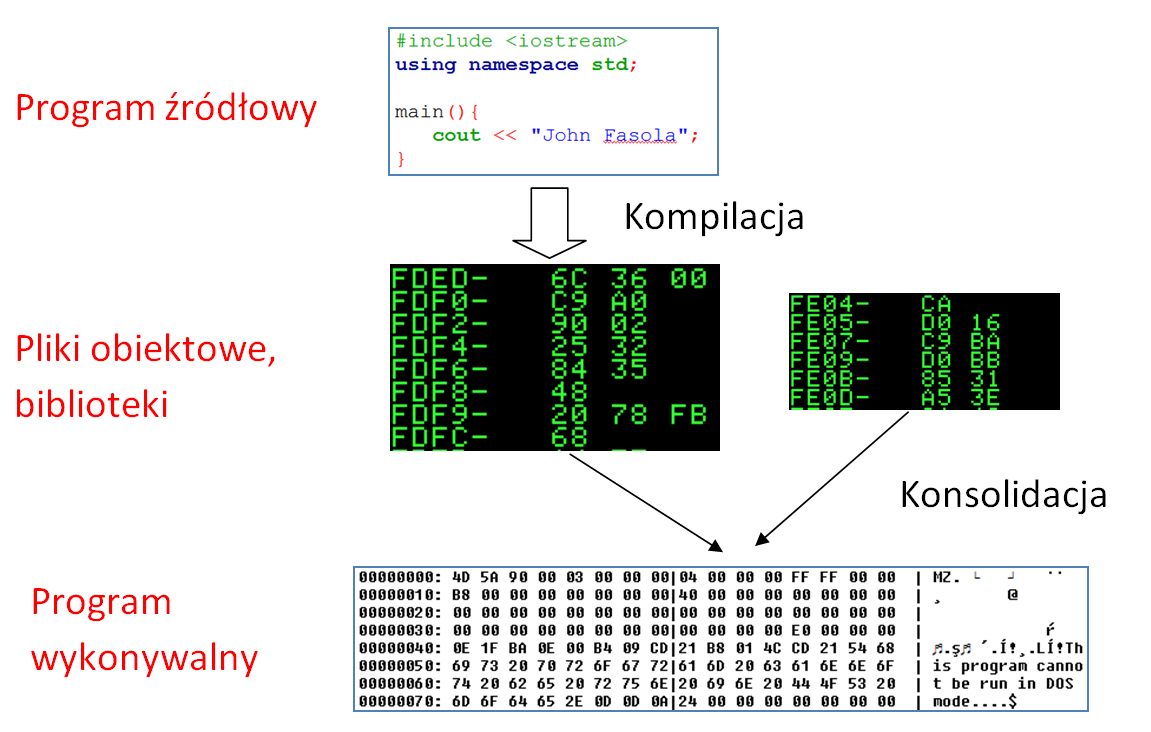 Program źródłowy
#include <iostream>
using namespace std;
main(){
cout << "John Fasola";
}
Kompilacja
Pliki obiektowe,
biblioteki
FDED- 6C 36 00
FDF0- C9 A0
FDF2- 90 02
FDF4- 25 32
FDF6- 84 35
FDF8- 48
FDF9- 20 78 FB
FDFC- 68
FE04- CA
FE05- D0 16
FE07- C9 BA
FE09- D0 BB
FE0B- 85 31
FE0D- A5 3E
Konsolidacja
Program
wykonywalny
00000000: 4D 5A 90 00 03 00 00 00|04 00 00 00 FF FF 00 00 | MZ. └ ┘ ˙˙
00000010: B8 00 00 00 00 00 00 00|40 00 00 00 00 00 00 00 | ¸ @
00000020: 00 00 00 00 00 00 00 00|00 00 00 00 00 00 00 00 |
00000030: 00 00 00 00 00 00 00 00|00 00 00 00 E0 00 00 00 | ŕ
00000040: 0E 1F BA 0E 00 B4 09 CD|21 B8 01 4C CD 21 54 68 | ♬.ş♬ ´.Í!¸.LÍ!Th
00000050: 69 73 20 70 72 6F 67 72|61 6D 20 63 61 6E 6E 6F | is program canno
00000060: 74 20 62 65 20 72 75 6E|20 69 6E 20 44 4F 53 20 | t be run in DOS
00000070: 6D 6F 64 65 2E 0D 0D 0A|24 00 00 00 00 00 00 00 | mode....$